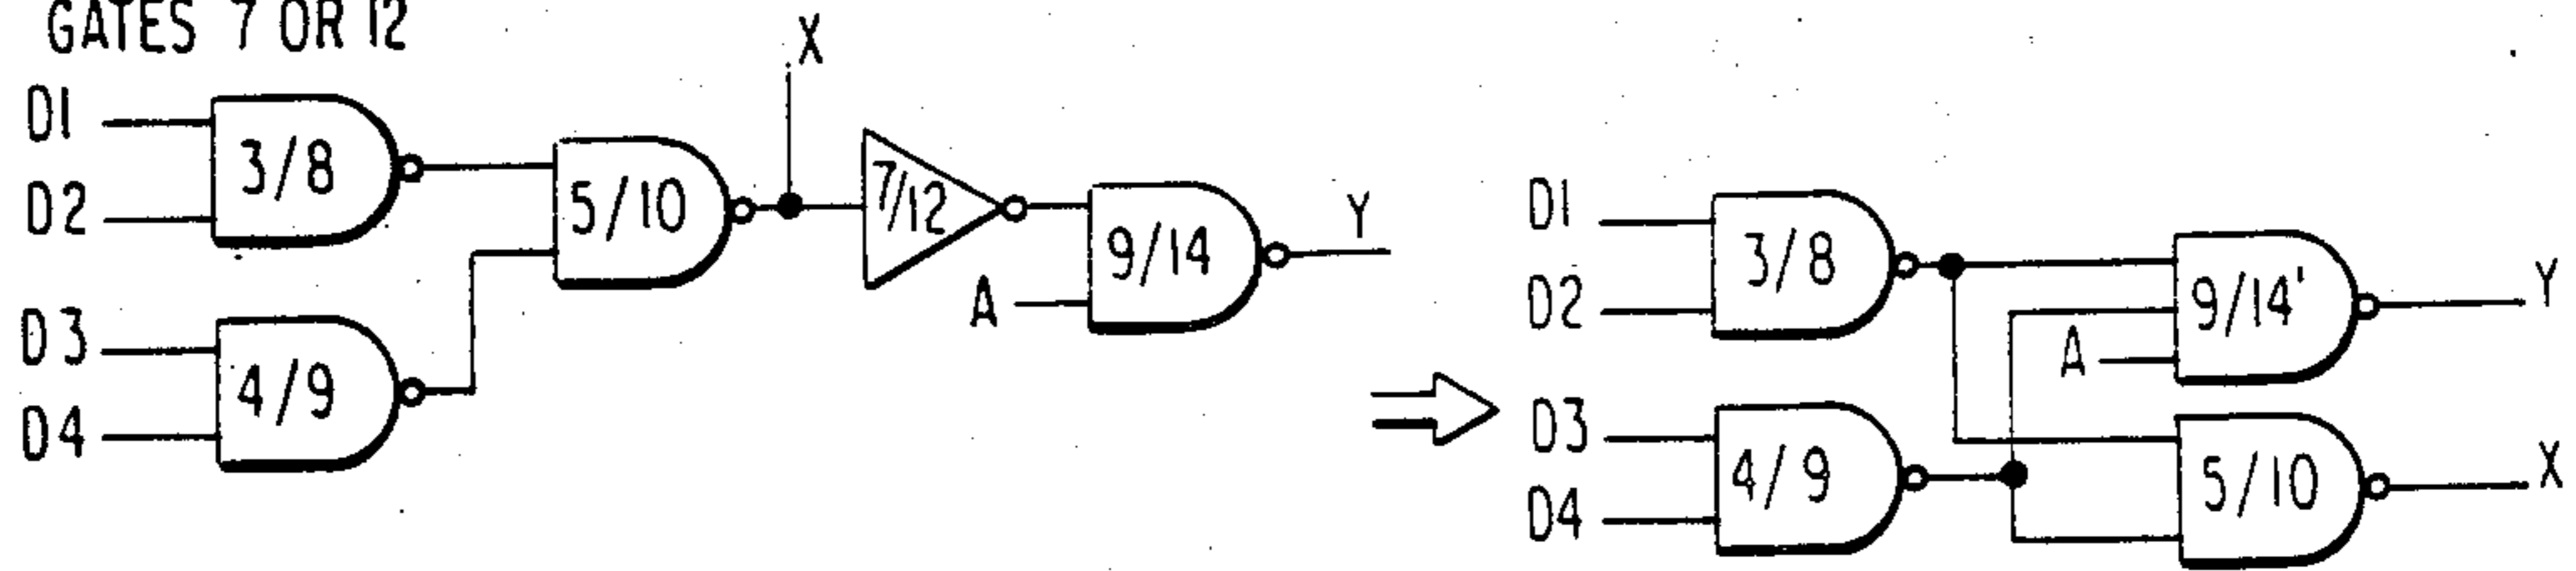 GATES 7 OR 12
X
D1
3/8
D2
5/10
7/12
9/14
Y
A
D3
4/9
D4
D1
3/8
D2
9/14'
Y
A
D3
4/9
D4
5/10
X